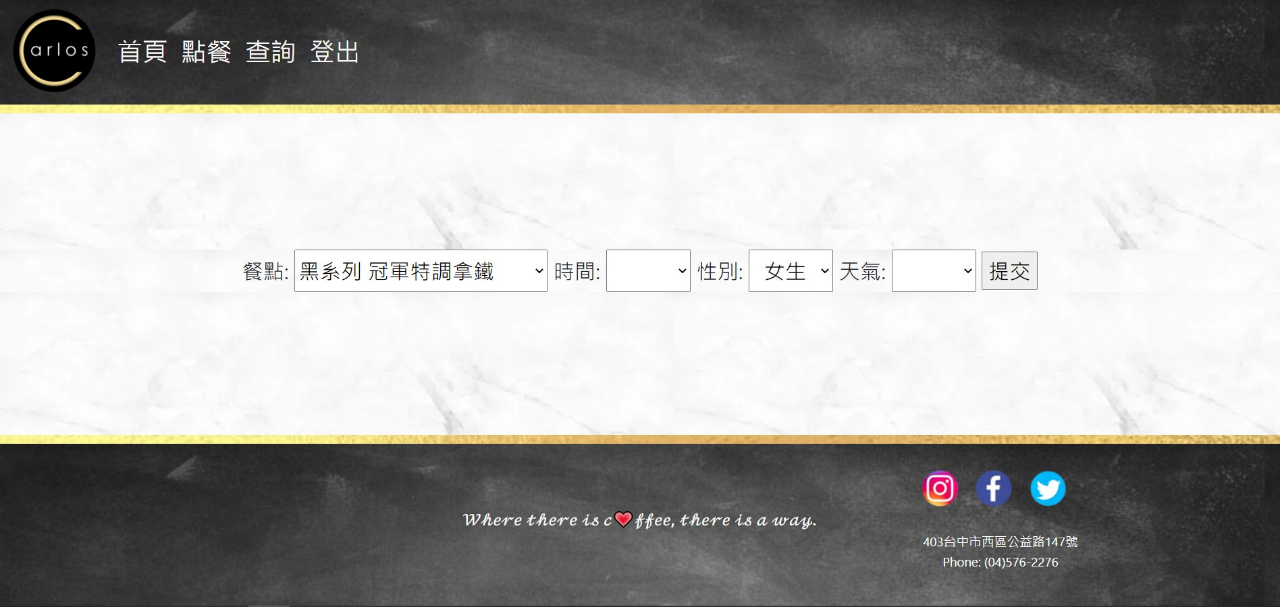 Carlos
首頁 點餐 查詢 登出
餐點: 黑系列 冠軍特調拿鐵 時間: 性別: 女生 天氣: 提交
Where there is c❤ffee, there is a way.
403台中市西區公益路147號
Phone: (04)576-2276